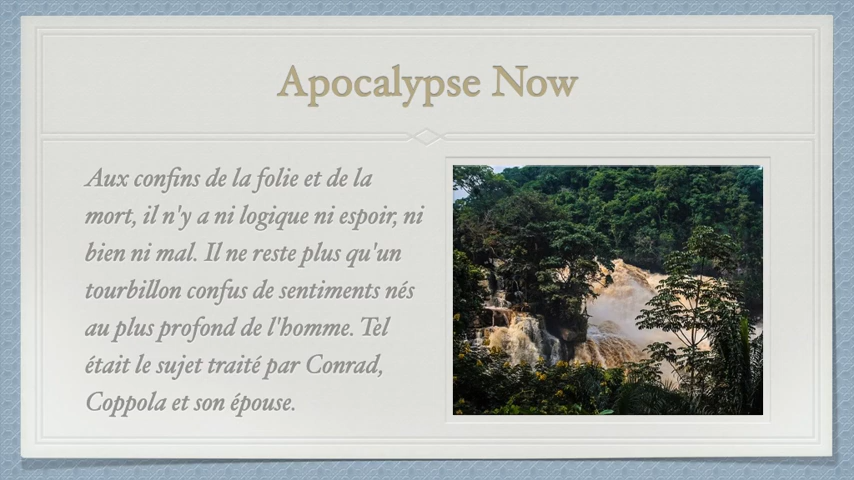 Apocalypse Now
Aux confins de la folie et de la
mort, il n'y a ni logique ni espoir, ni
bien ni mal. Il ne reste plus qu'un
tourbillon confus de sentiments nés
au plus profond de l'homme. Tel
était le sujet traité par Conrad,
Coppola et son épouse.